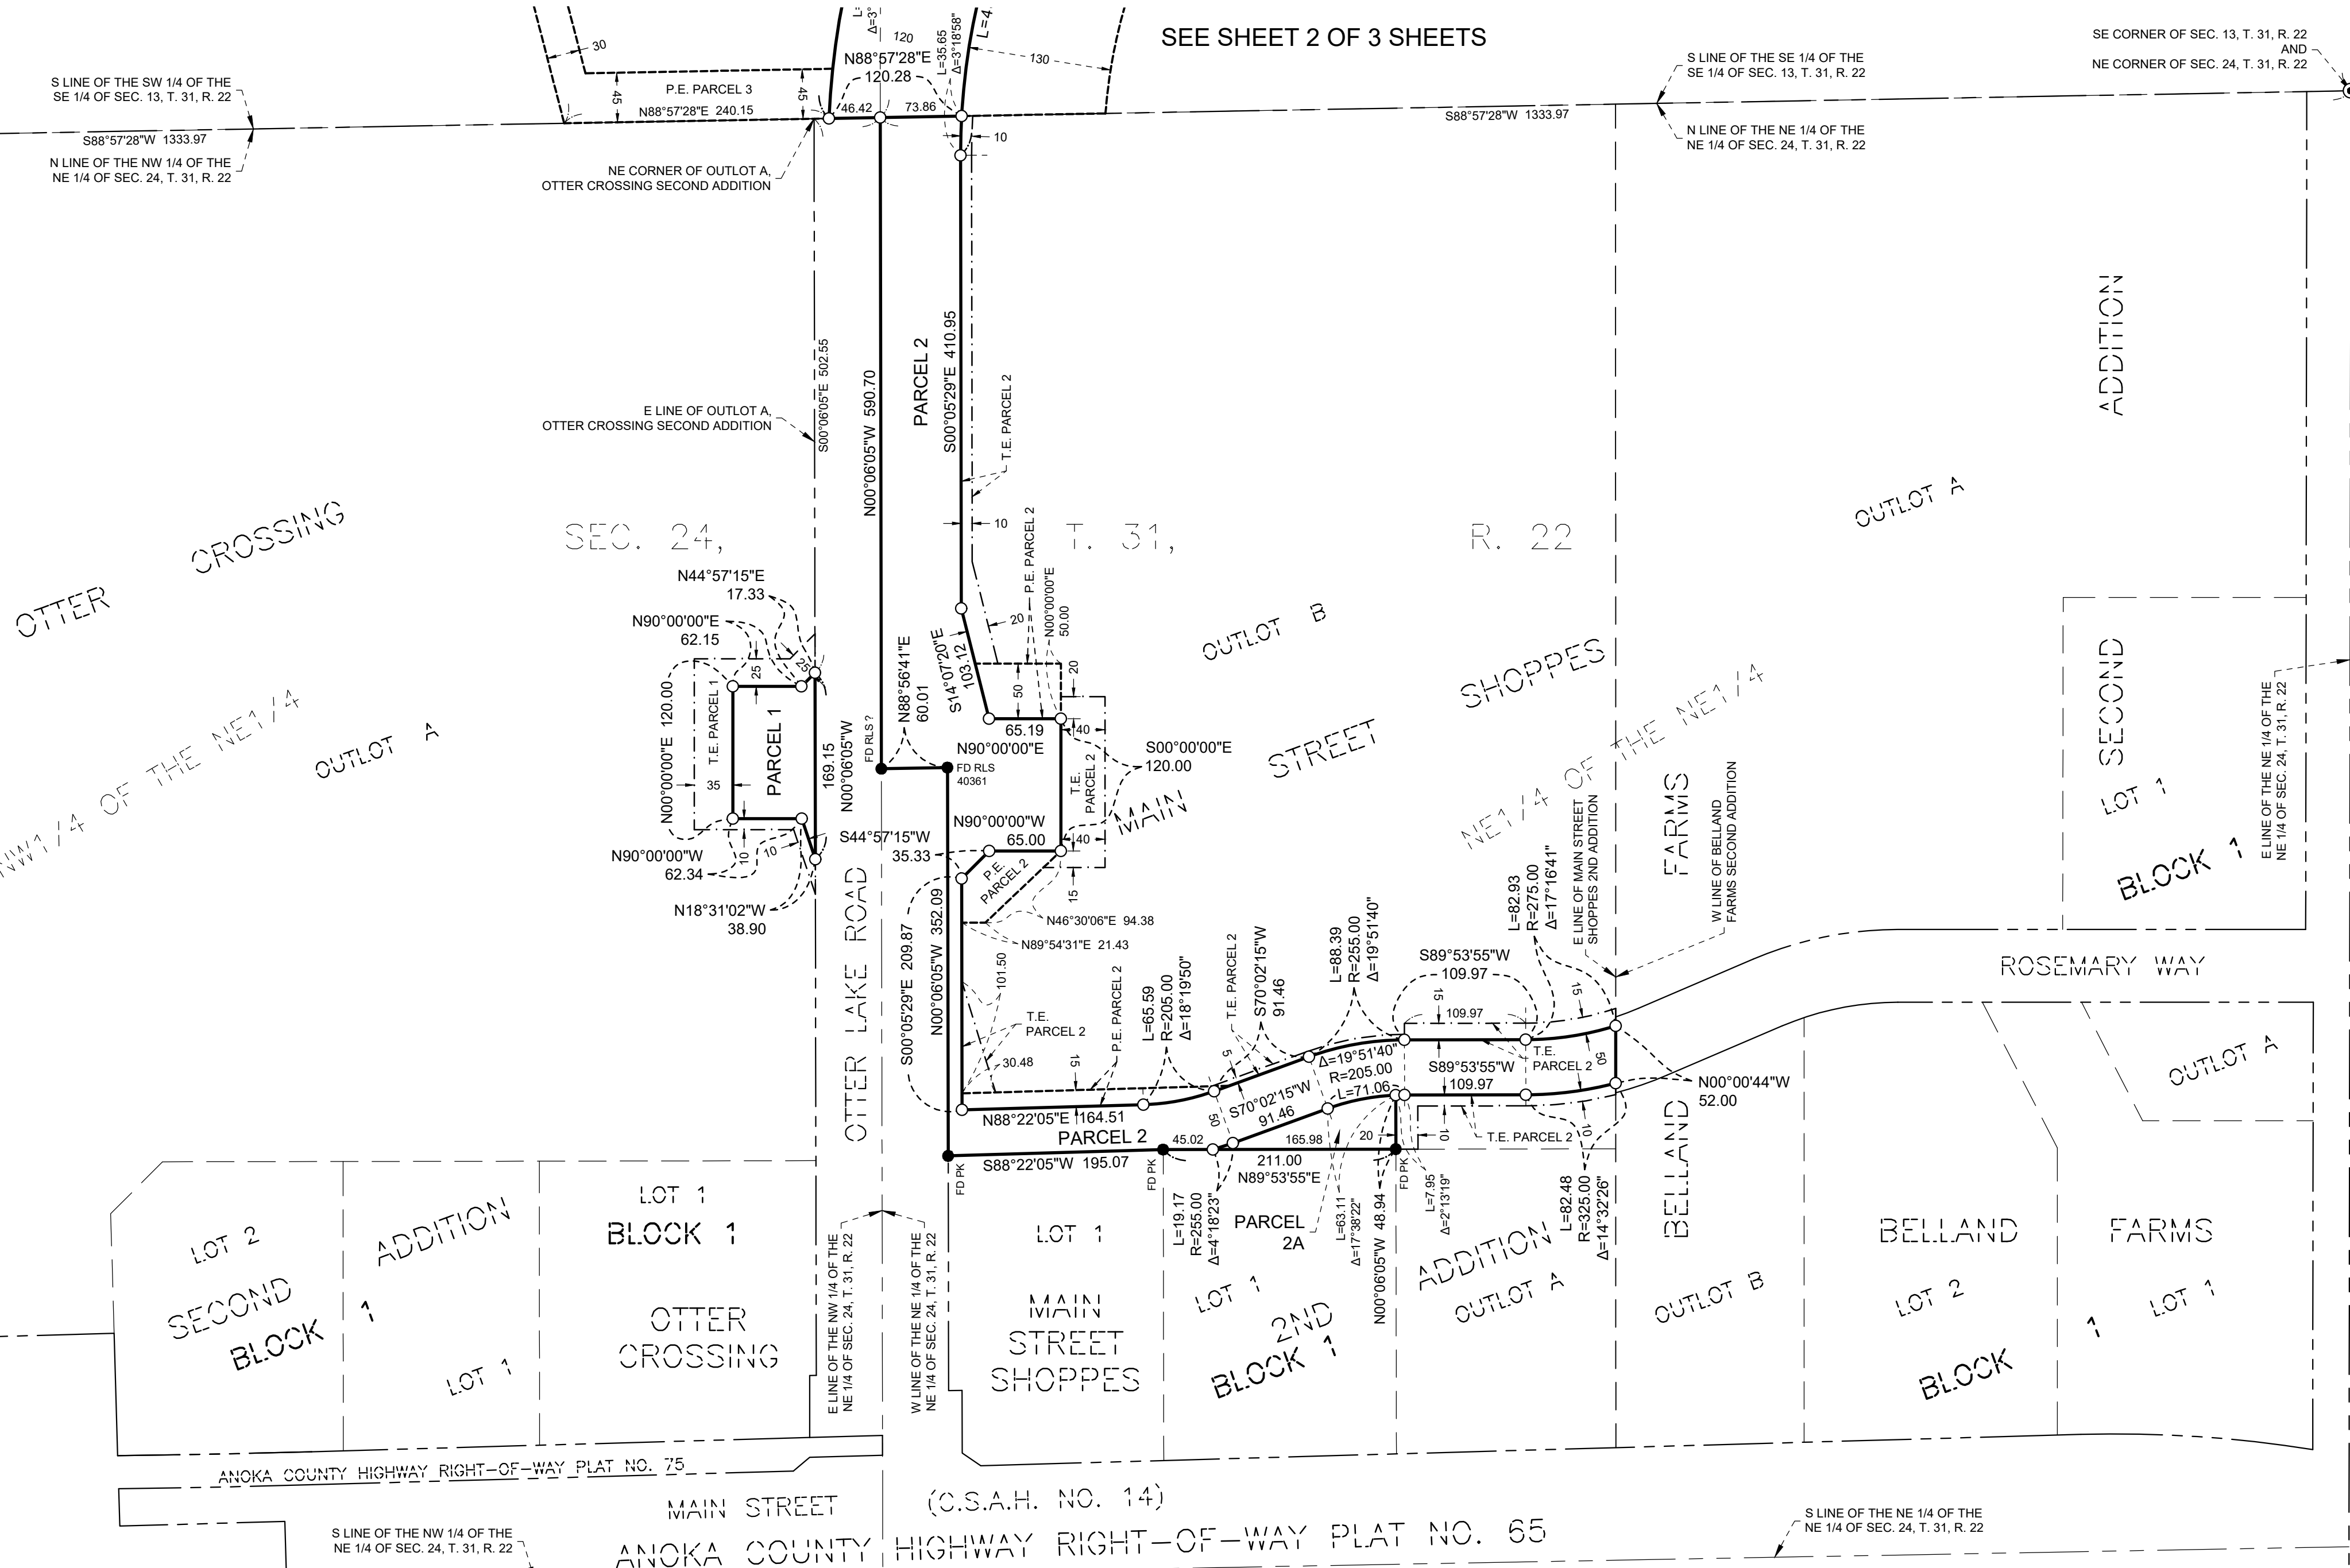 SEE SHEET 2 OF 3 SHEETS
SE CORNER OF SEC. 13, T. 31, R. 22
AND
NE CORNER OF SEC. 24, T. 31, R. 22
S LINE OF THE SW 1/4 OF THE
SE 1/4 OF SEC. 13, T. 31, R. 22
S88°57'28"W 1333.97
N LINE OF THE NW 1/4 OF THE
NE 1/4 OF SEC. 24, T. 31, R. 22
30
45
P.E. PARCEL 3
45
N88°57'28"E 240.15
Δ=3°
120
N88°57'28"E
120.28
46.42
73.86
L=35.65
Δ=3°18'58"
L=4
130
10
S LINE OF THE SE 1/4 OF THE
SE 1/4 OF SEC. 13, T. 31, R. 22
S88°57'28"W 1333.97
N LINE OF THE NE 1/4 OF THE
NE 1/4 OF SEC. 24, T. 31, R. 22
NE CORNER OF OUTLOT A,
OTTER CROSSING SECOND ADDITION
E LINE OF OUTLOT A,
OTTER CROSSING SECOND ADDITION
S00°06'05"E 502.55
N00°06'05"W 590.70
PARCEL 2
S00°05'29"E 410.95
T.E. PARCEL 2
10
ADDITION
OUTLOT A
OTTER CROSSING
SEC. 24, T. 31, R. 22
N44°57'15"E
17.33
N90°00'00"E
62.15
25
25
N00°00'00"E 120.00
T.E. PARCEL 1
35
PARCEL 1
169.15
N00°06'05"W
10
10
N90°00'00"W
62.34
N18°31'02"W
38.90
FD RLS ?
N88°56'41"E
60.01
FD RLS
40361
S14°07'20"E
103.12
20
P.E. PARCEL 2
N00°00'00"E
50.00
20
50
65.19
N90°00'00"E
40
S00°00'00"E
120.00
T.E.
PARCEL 2
N90°00'00"W
65.00
40
15
S44°57'15"W
35.33
P.E.
PARCEL 2
N46°30'06"E 94.38
N89°54'31"E 21.43
OUTLOT B
MAIN STREET SHOPPES
NW1/4 OF THE NE1/4
OUTLOT A
NE1/4 OF THE NE1/4
SECOND
LOT 1
BLOCK 1
E LINE OF THE NE 1/4 OF THE
NE 1/4 OF SEC. 24, T. 31, R. 22
FARMS
E LINE OF MAIN STREET
SHOPPES 2ND ADDITION
W LINE OF BELLAND
FARMS SECOND ADDITION
ROSEMARY WAY
OTTER LAKE ROAD
S00°05'29"E 209.87
N00°06'05"W 352.09
101.50
T.E.
PARCEL 2
30.48
15
P.E. PARCEL 2
L=65.59
R=205.00
Δ=18°19'50"
T.E. PARCEL 2
5
S70°02'15"W
91.46
L=88.39
R=255.00
Δ=19°51'40"
S89°53'55"W
109.97
15
109.97
L=82.93
R=275.00
Δ=17°16'41"
15
T.E.
PARCEL 2
50
N00°00'44"W
52.00
N88°22'05"E 164.51
PARCEL 2
S88°22'05"W 195.07
FD PK
50
S70°02'15"W
91.46
Δ=19°51'40"
R=205.00
L=71.06
S89°53'55"W
109.97
20
10
T.E. PARCEL 2
10
FD PK
45.02
165.98
211.00
N89°53'55"E
FD PK
L=19.17
R=255.00
Δ=4°18'23"
PARCEL
2A
L=63.11
Δ=17°38'22"
N00°06'05"W 48.94
L=7.95
Δ=2°13'19"
L=82.48
R=325.00
Δ=14°32'26"
BELLAND
OUTLOT A
LOT 2
SECOND
BLOCK 1
ADDITION
LOT 1
LOT 1
BLOCK 1
OTTER
CROSSING
E LINE OF THE NW 1/4 OF THE
NE 1/4 OF SEC. 24, T. 31, R. 22
W LINE OF THE NE 1/4 OF THE
NE 1/4 OF SEC. 24, T. 31, R. 22
LOT 1
MAIN
STREET
SHOPPES
LOT 1
2ND
BLOCK 1
ADDITION
OUTLOT A
OUTLOT B
BELLAND FARMS
LOT 2
LOT 1
BLOCK 1
ANOKA COUNTY HIGHWAY RIGHT-OF-WAY PLAT NO. 75
MAIN STREET (C.S.A.H. NO. 14)
ANOKA COUNTY HIGHWAY RIGHT-OF-WAY PLAT NO. 65
S LINE OF THE NW 1/4 OF THE
NE 1/4 OF SEC. 24, T. 31, R. 22
S LINE OF THE NE 1/4 OF THE
NE 1/4 OF SEC. 24, T. 31, R. 22